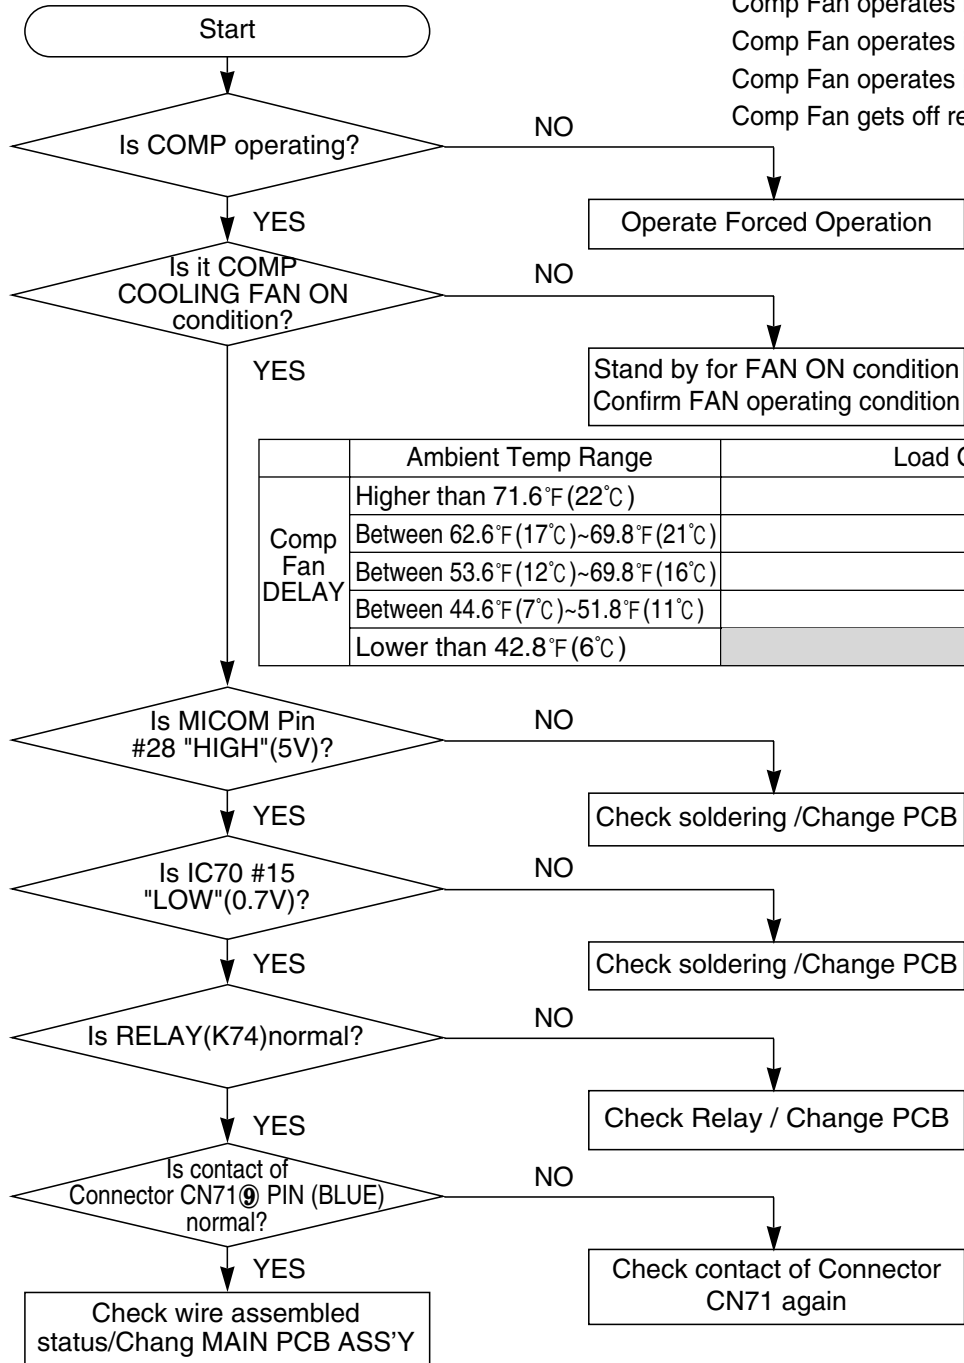 Comp Fan operates
Comp Fan operates
Comp Fan operates
Comp Fan gets off
Start
Is COMP operating?
NO
Operate Forced Operation
YES
Is it COMP
COOLING FAN ON
condition?
NO
Stand by for FAN ON condition
Confirm FAN operating condition
YES
Ambient Temp Range
Load
Comp
Fan
DELAY
Higher than 71.6°F(22°C)
Between 62.6°F(17°C)~69.8°F(21°C)
Between 53.6°F(12°C)~69.8°F(16°C)
Between 44.6°F(7°C)~51.8°F(11°C)
Lower than 42.8°F(6°C)
Is MICOM Pin
#28 "HIGH"(5V)?
NO
Check soldering /Change PCB
YES
Is IC70 #15
"LOW"(0.7V)?
NO
Check soldering /Change PCB
YES
Is RELAY(K74)normal?
NO
Check Relay / Change PCB
YES
Is contact of
Connector CN71⑨ PIN (BLUE)
normal?
NO
Check contact of Connector
CN71 again
YES
Check wire assembled
status/Chang MAIN PCB ASS'Y